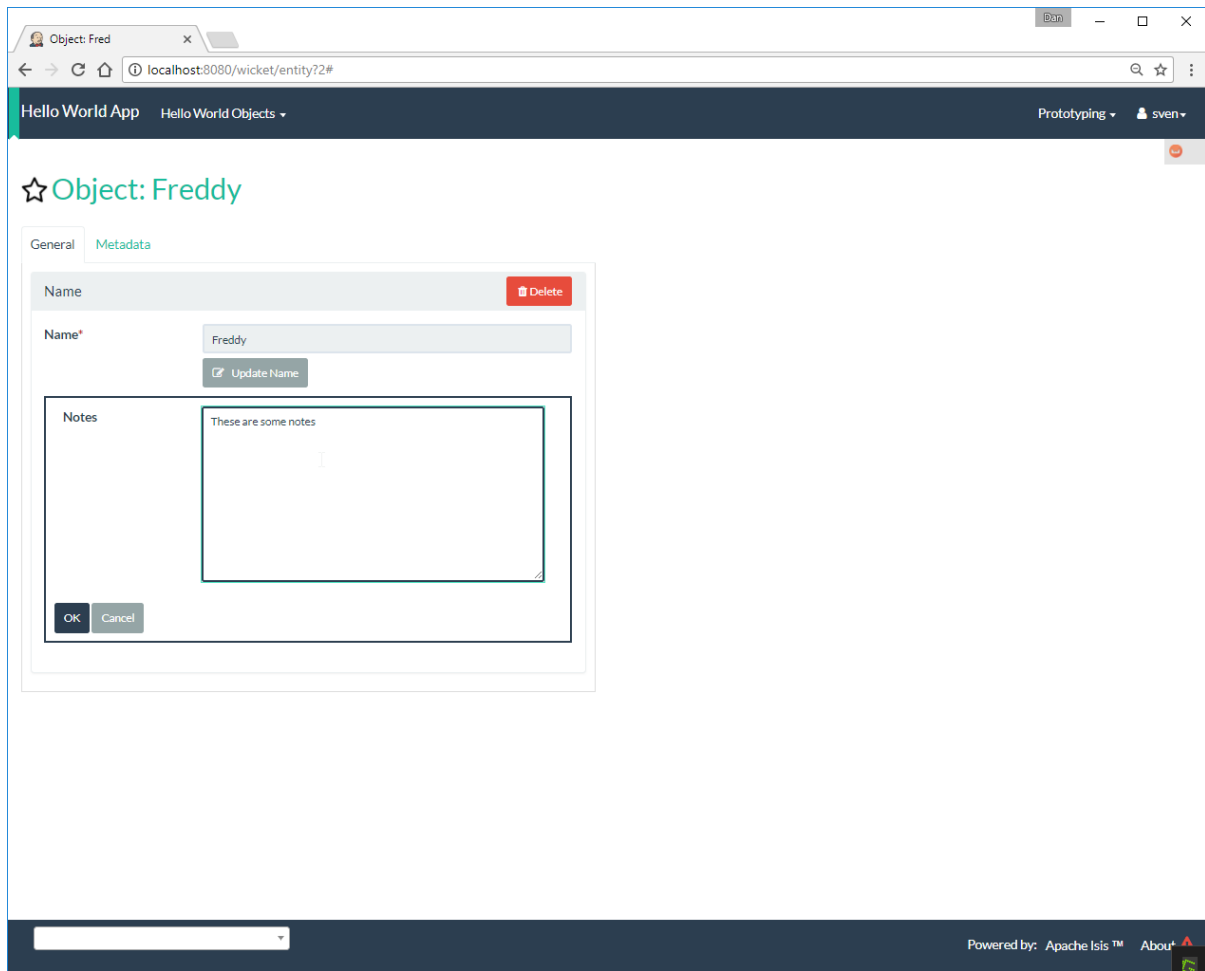 Dan
Object: Fred
localhost:8080/wicket/entity?2#
Hello World App Hello World Objects Prototyping sven
Object: Freddy
General Metadata
Name Delete
Name* Freddy
Update Name
Notes These are some notes
OK Cancel
Powered by: Apache Isis ™ About